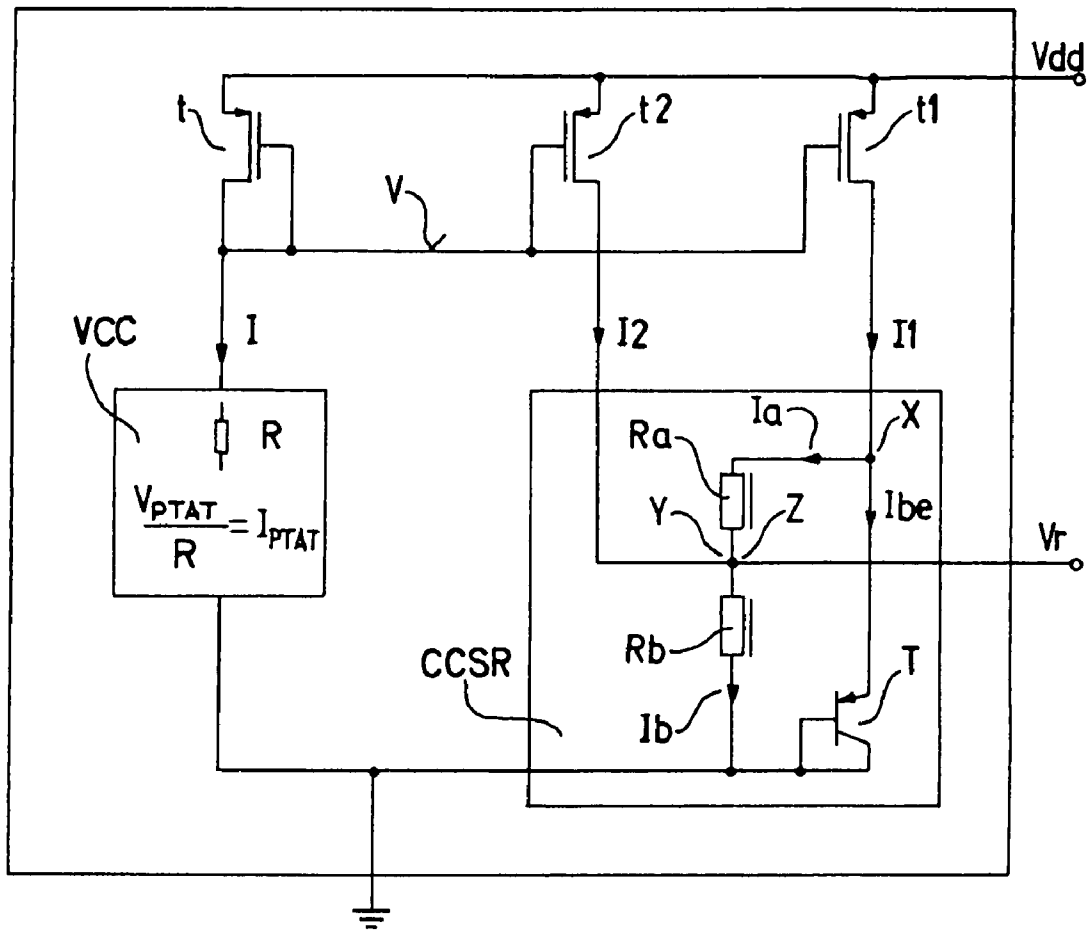 Vdd
t
t2
t1
V
VCC
I
I2
I1
R
Ra
Ia
X
V_PTAT
R
= I_PTAT
Y
Z
Ibe
Vr
Rb
CCSR
T
Ib